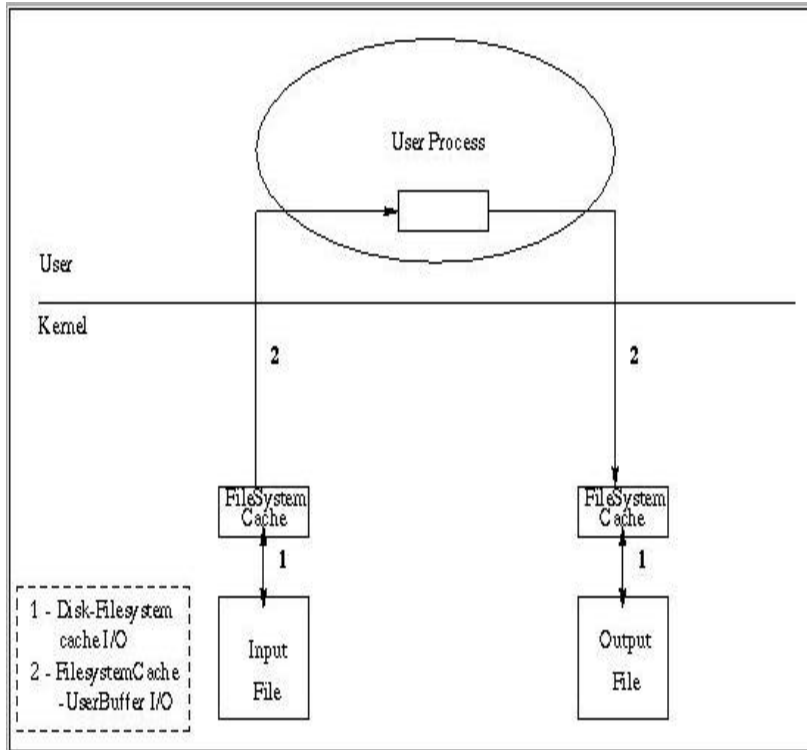 User Process
User
Kernel
2
2
FileSystem
Cache
FileSystem
Cache
1
1
1 - Disk-Filesystem
cache I/O
2 - FilesystemCache
-UserBuffer I/O
Input
File
Output
File